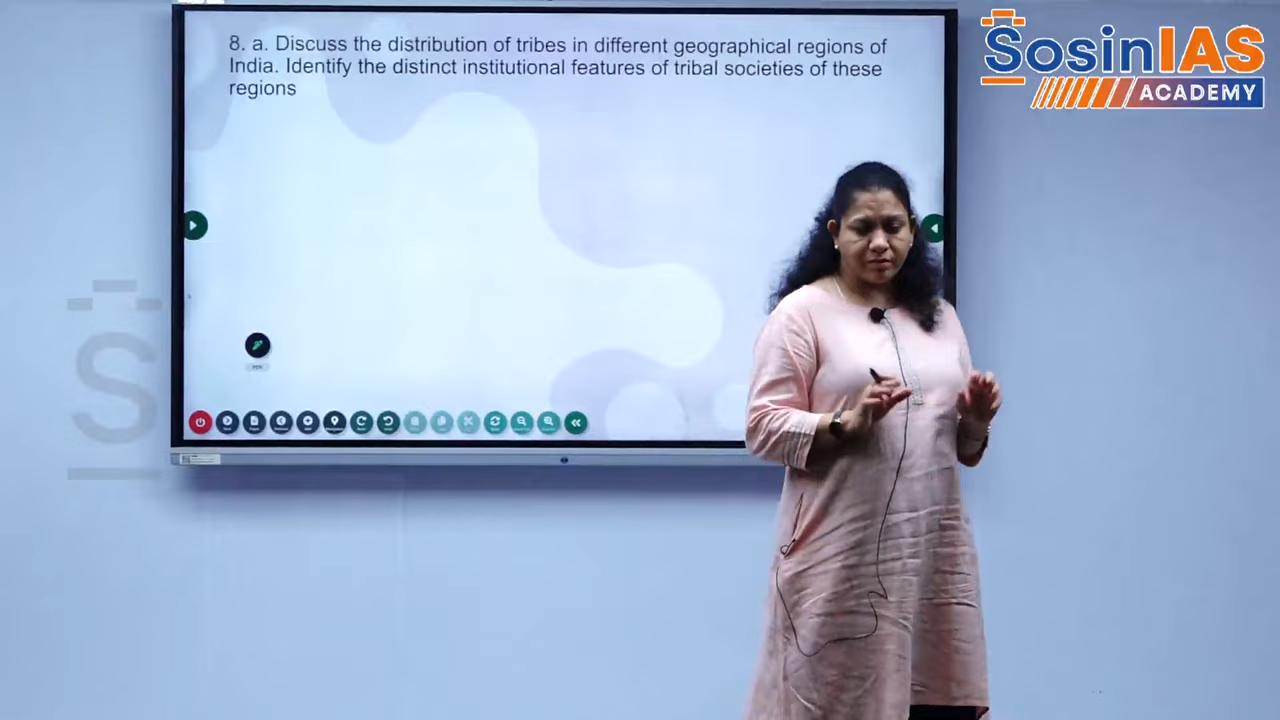 8. a. Discuss the distribution of tribes in different geographical regions of
India. Identify the distinct institutional features of tribal societies of these
regions
SosinIAS
ACADEMY
S